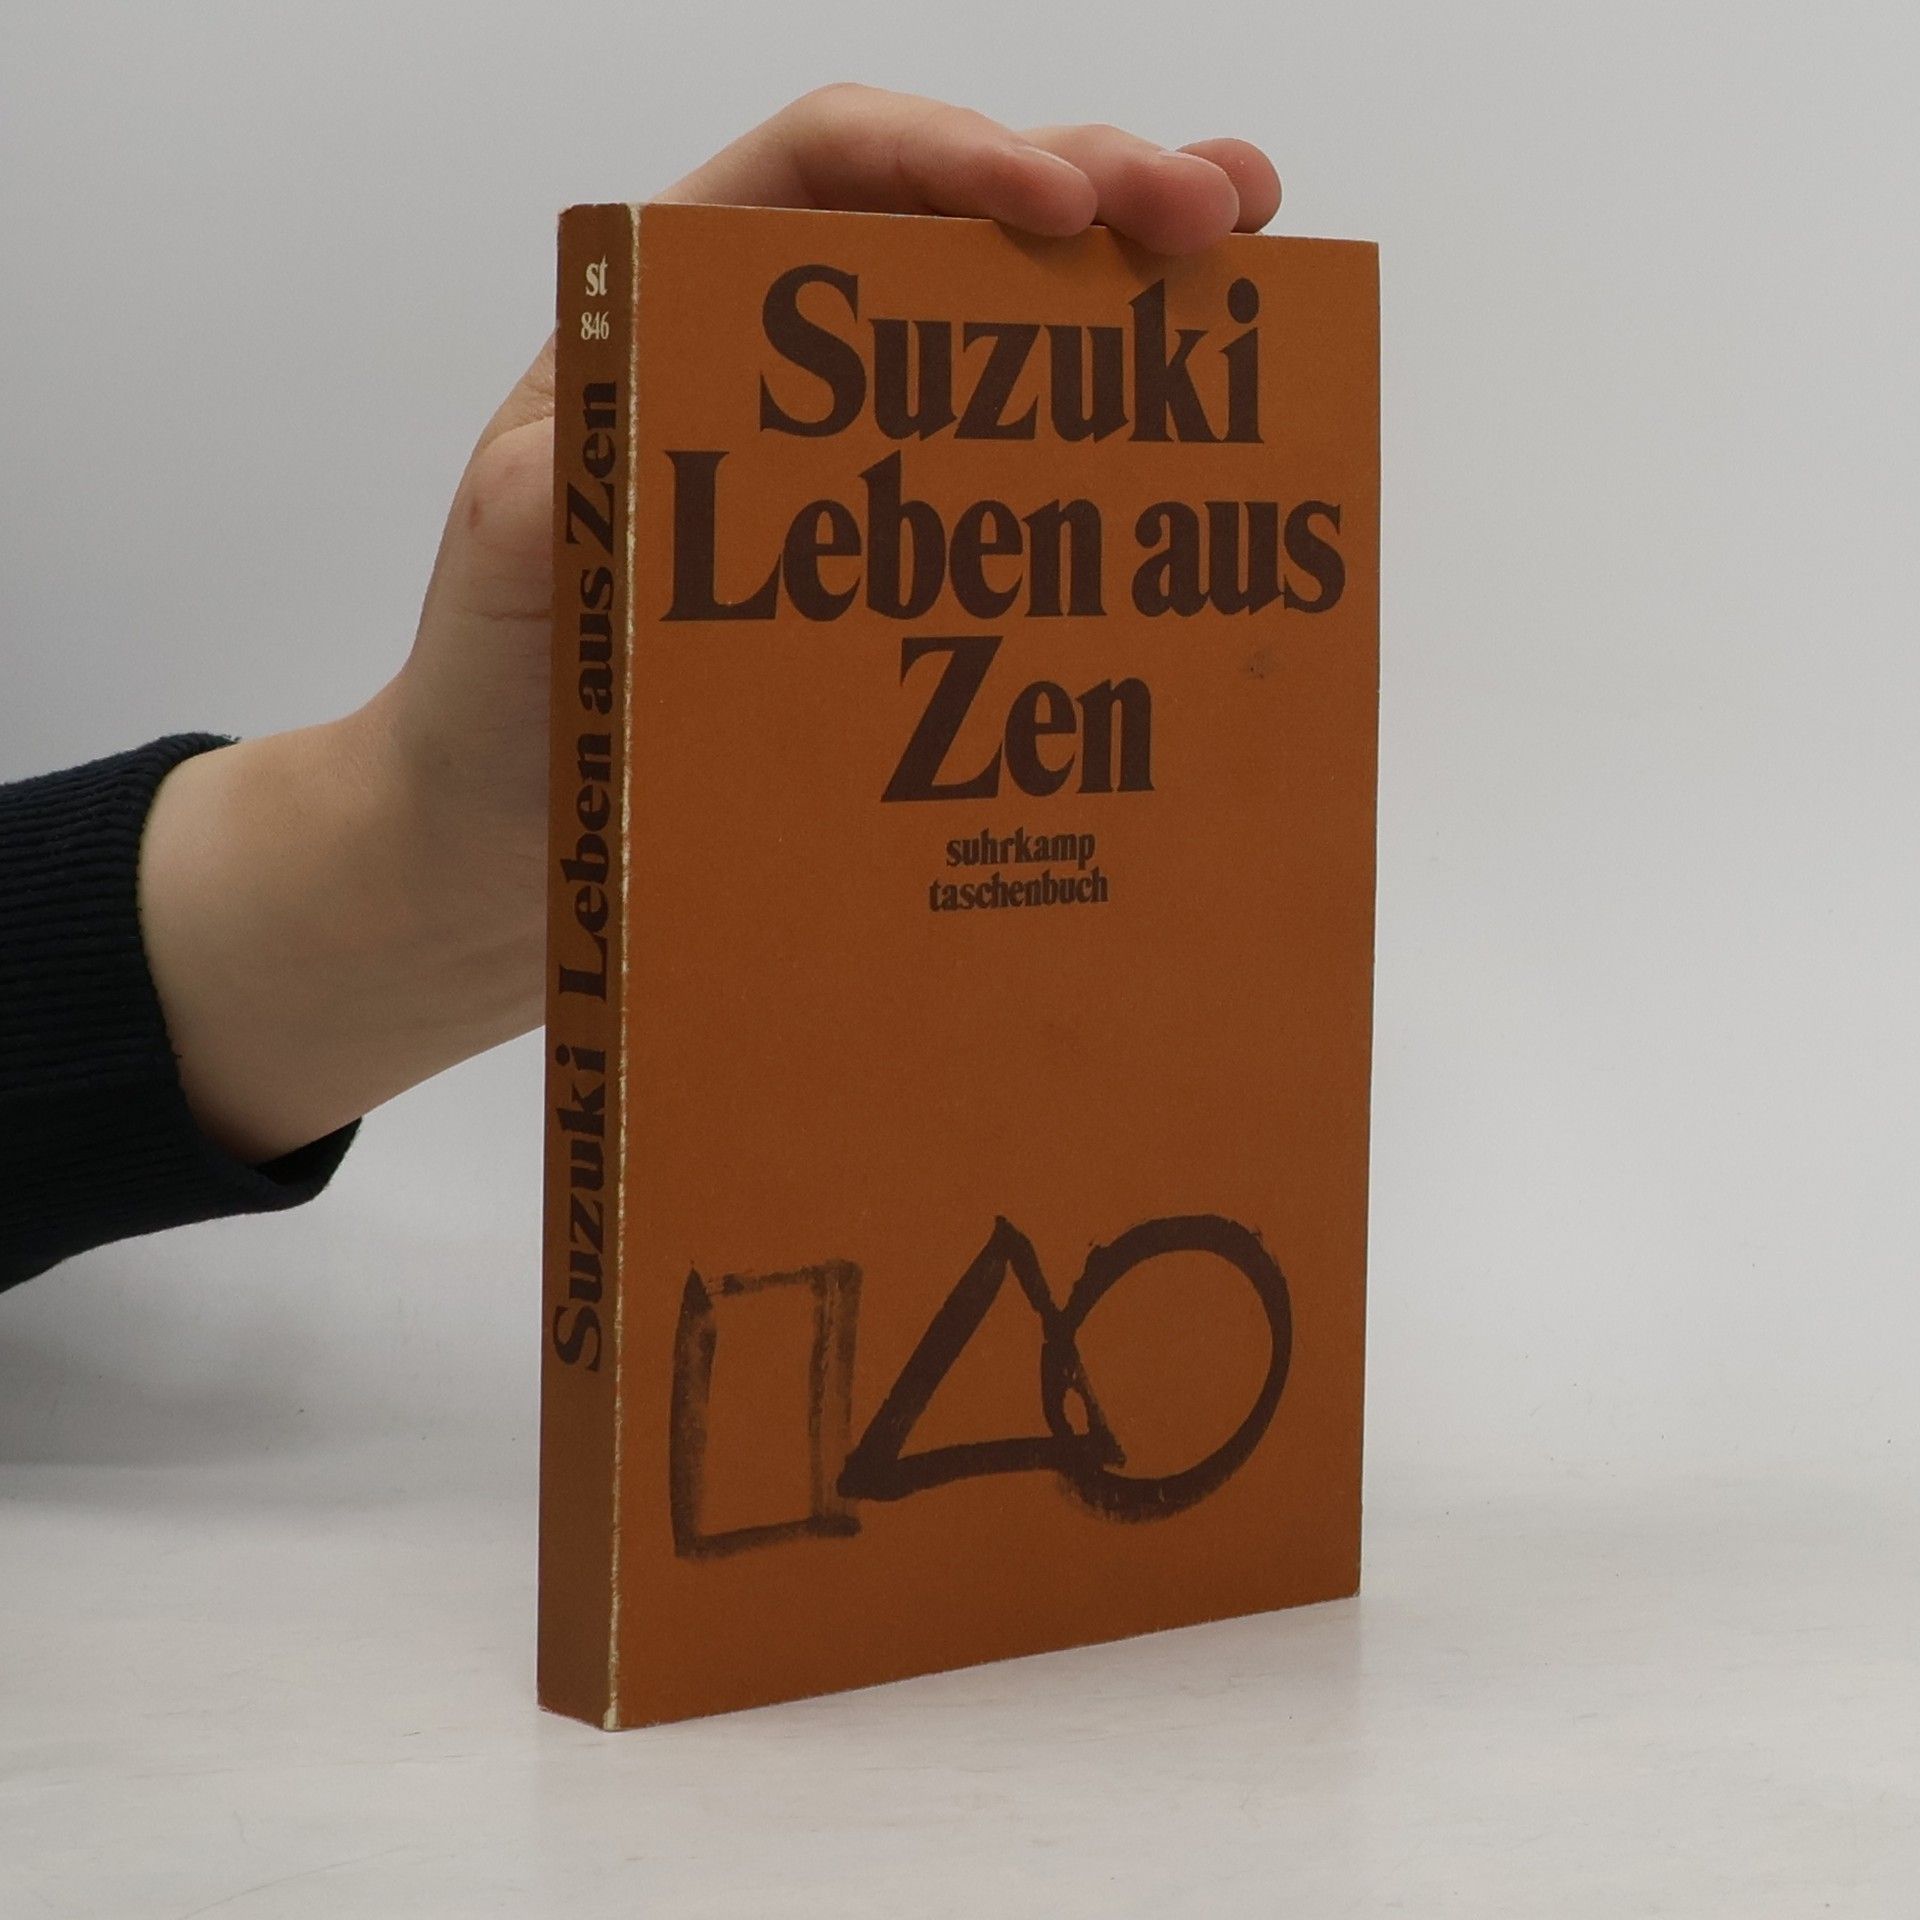 st
846
Suzuki Leben aus Zen
Suzuki
Leben aus
Zen
suhrkamp
taschenbuch